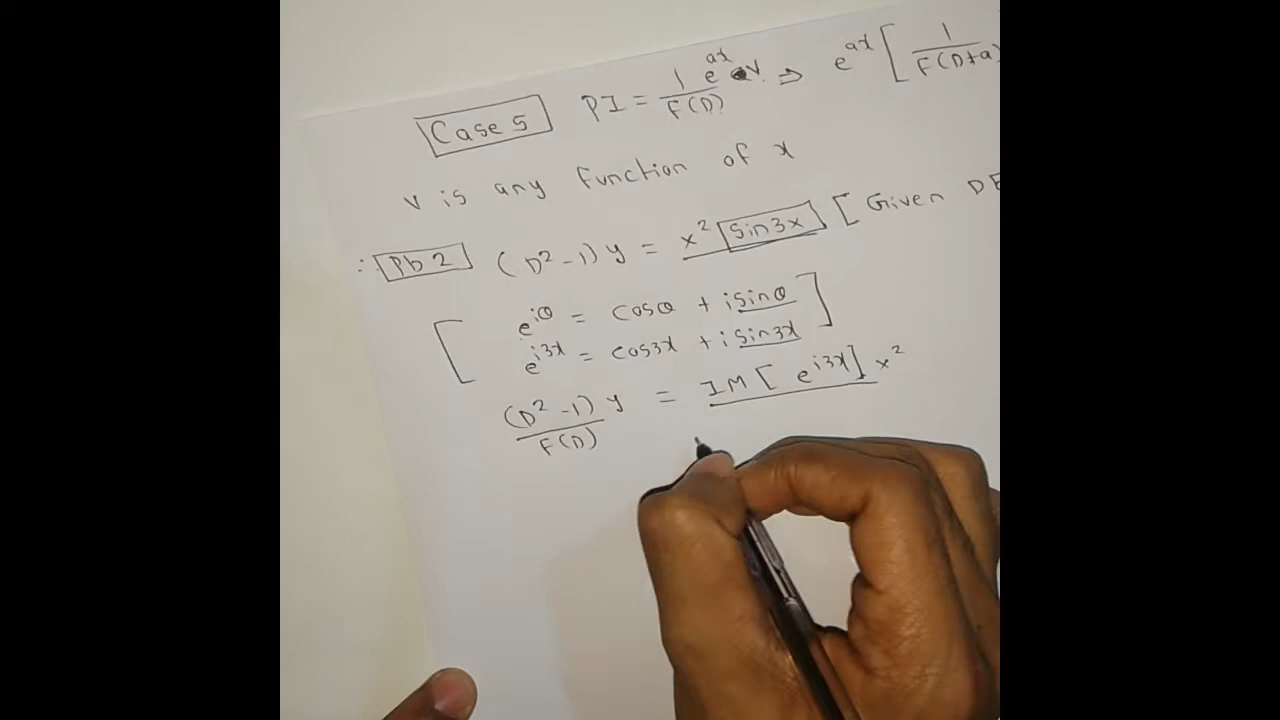 Case 5 PI = 1/F(D) e^ax V. ⇒ e^ax [ 1/F(D+a)
V is any function of x
∴ Pb 2 (D² -1) y = x² sin3x [ Given DE
[ e^iθ = cosθ + i sinθ ]
e^i3x = cos3x + i sin3x
(D² -1) y = IM [ e^i3x ] x²
F(D)